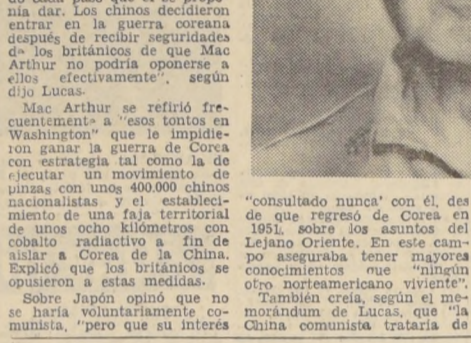 nia dar. Los chinos decidieron
entrar en la guerra coreana
después de recibir seguridades
de los británicos de que Mac
Arthur no podría oponerse a
ellos efectivamente", según
dijo Lucas.
Mac Arthur se refirió fre-
cuentemente a "esos tontos en
Washington" que le impidie-
ron ganar la guerra de Corea
con estrategia tal como la de
ejecutar un movimiento de
pinzas con unos 400.000 chinos
nacionalistas y el estableci-
miento de una faja territorial
de unos ocho kilómetros con
cobalto radiactivo a fin de
aislar a Corea de la China.
Explicó que los británicos se
opusieron a estas medidas.
Sobre Japón opinó que no
se haría voluntariamente co-
munista, "pero que su interés
"consultado nunca' con él, des
de que regresó de Corea en
1951, sobre los asuntos del
Lejano Oriente. En este cam-
po aseguraba tener mayores
conocimientos que "ningún
otro norteamericano viviente".
También creía, según el me-
morándum de Lucas, que "la
China comunista trataría de